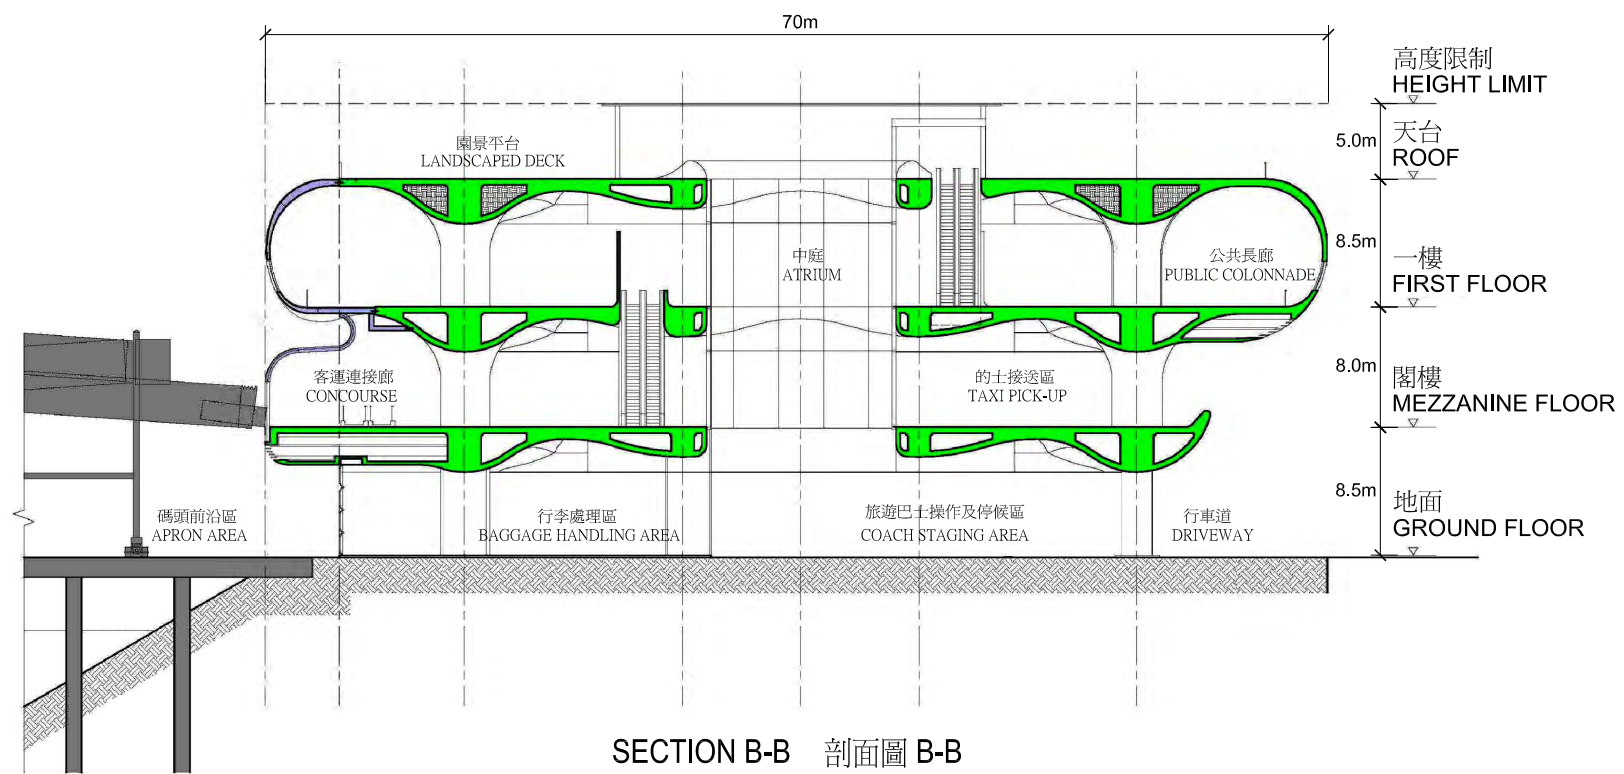 70m
高度限制
HEIGHT LIMIT
5.0m
天台
ROOF
園景平台
LANDSCAPED DECK
8.5m
中庭
ATRIUM
公共長廊
PUBLIC COLONNADE
一樓
FIRST FLOOR
8.0m
客運連接廊
CONCOURSE
的士接送區
TAXI PICK-UP
閣樓
MEZZANINE FLOOR
8.5m
碼頭前沿區
APRON AREA
行李處理區
BAGGAGE HANDLING AREA
旅遊巴士操作及停候區
COACH STAGING AREA
行車道
DRIVEWAY
地面
GROUND FLOOR
SECTION B-B 剖面圖 B-B